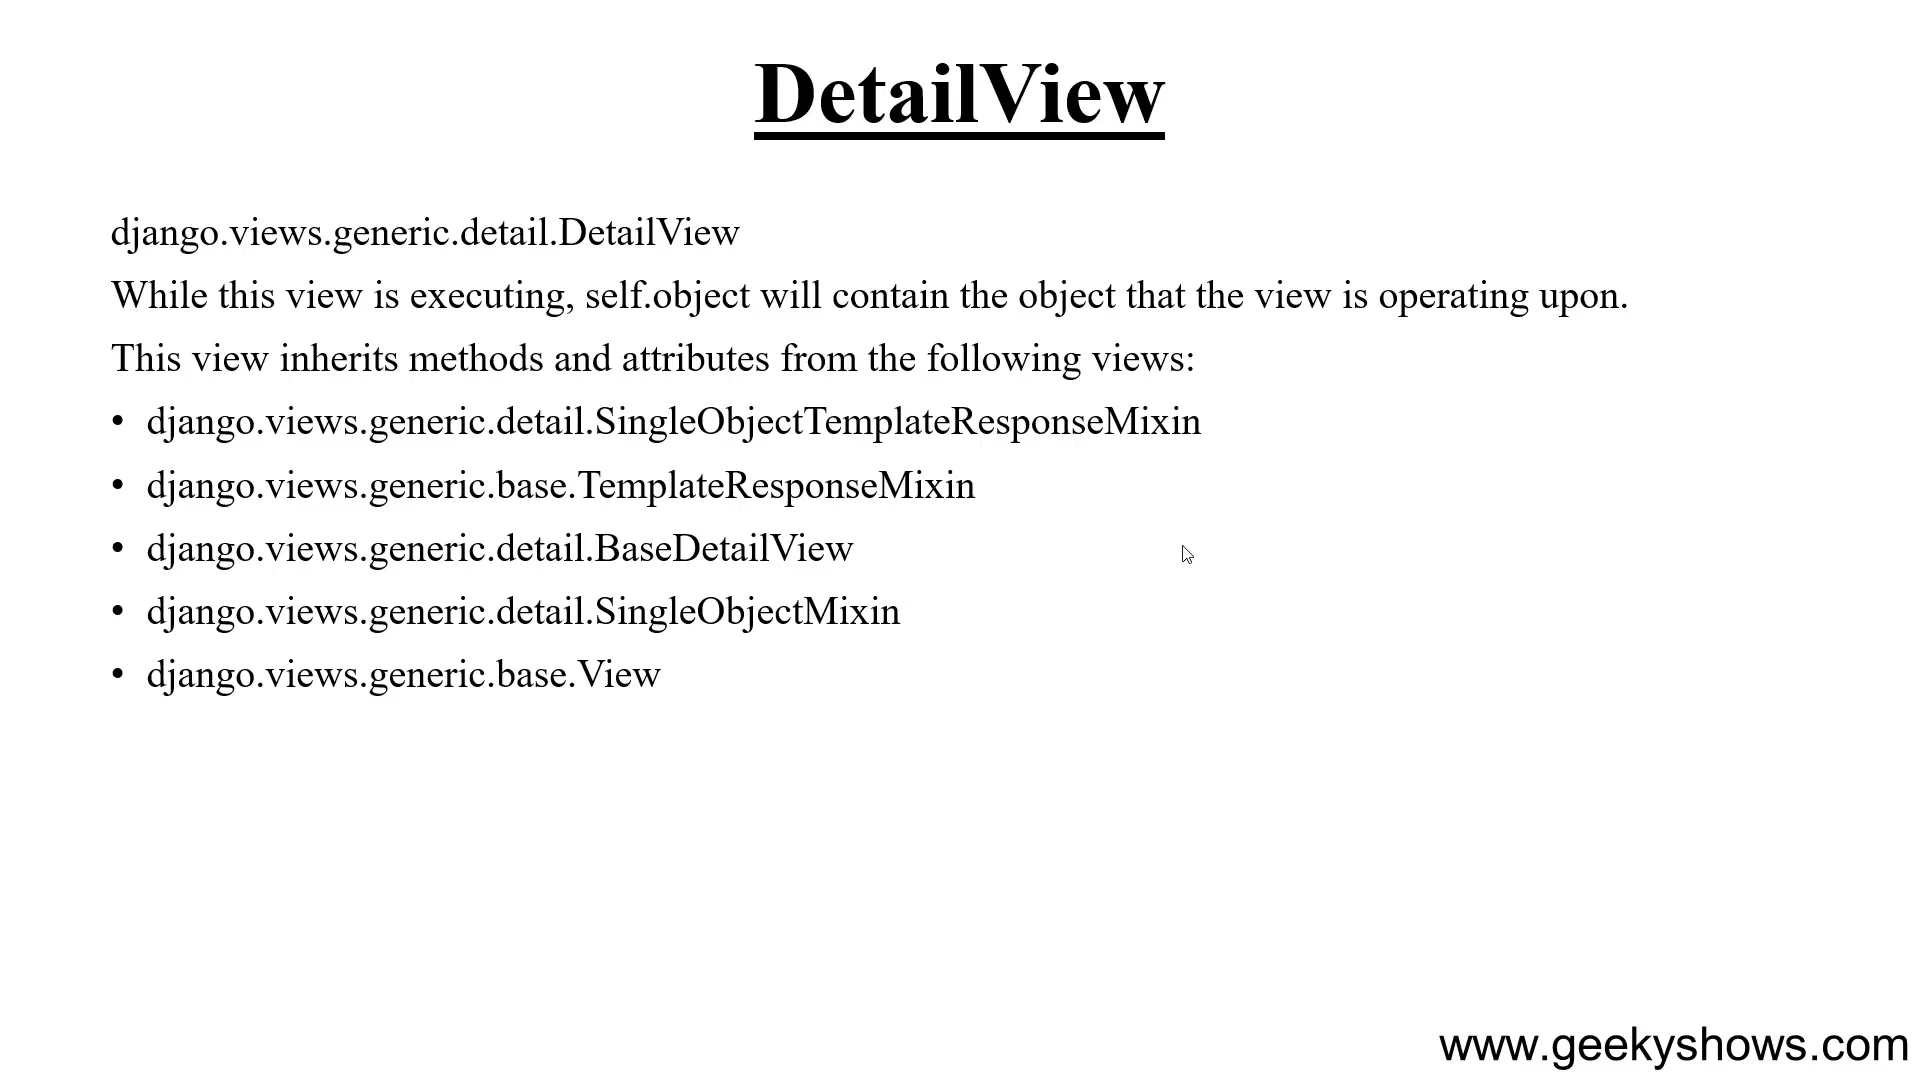 DetailView
django.views.generic.detail.DetailView
While this view is executing, self.object will contain the object that the view is operating upon.
This view inherits methods and attributes from the following views:
• django.views.generic.detail.SingleObjectTemplateResponseMixin
• django.views.generic.base.TemplateResponseMixin
• django.views.generic.detail.BaseDetailView
• django.views.generic.detail.SingleObjectMixin
• django.views.generic.base.View
www.geekyshows.com